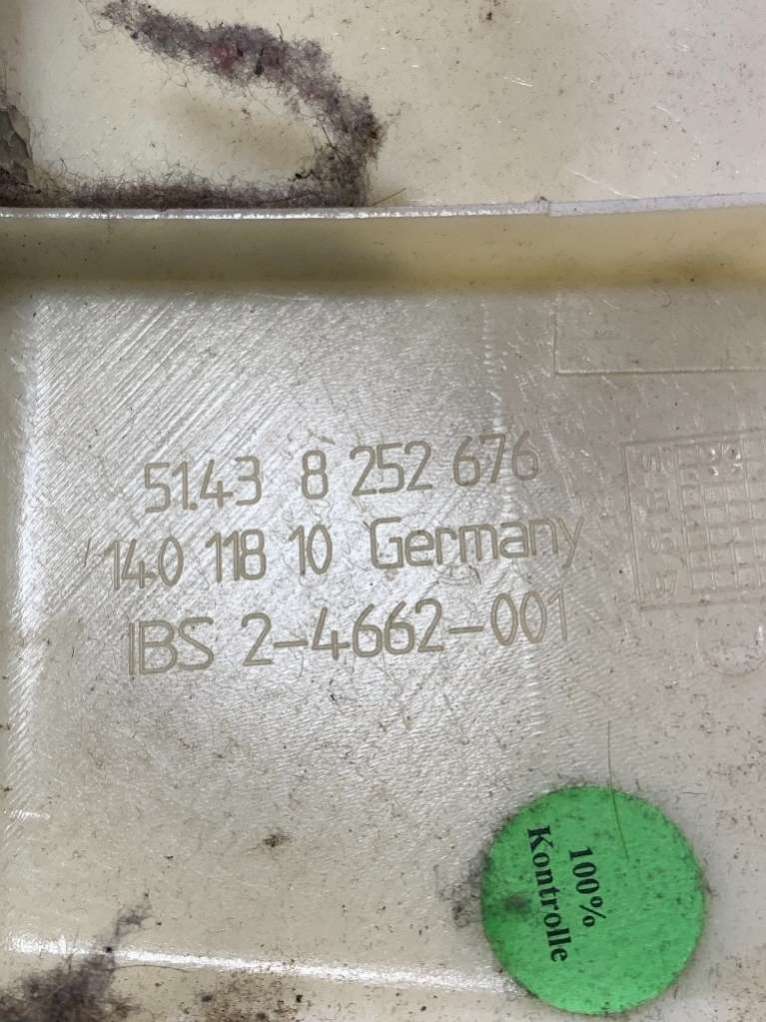 51.43 8 252 676
140 118 10 Germany
IBS 2-4662-001
100%
Kontrolle